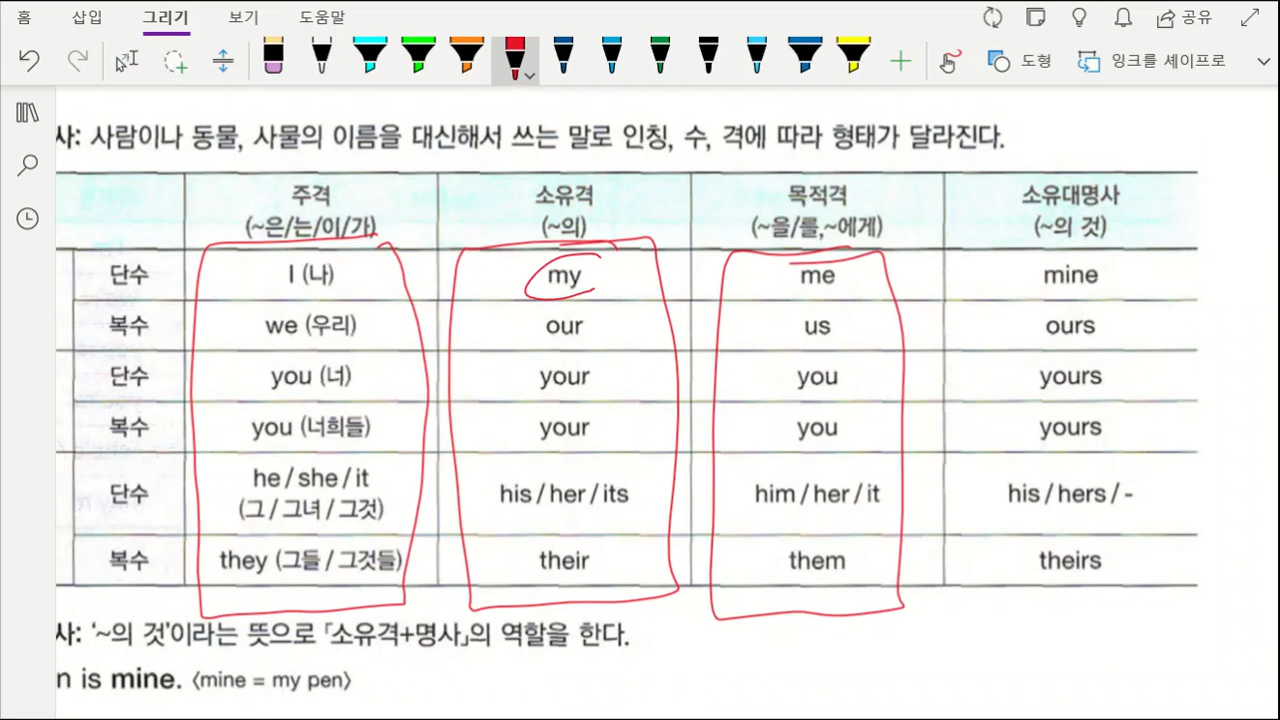 홈 삽입 그리기 보기 도움말 공유
도형 잉크를 셰이프로
사: 사람이나 동물, 사물의 이름을 대신해서 쓰는 말로 인칭, 수, 격에 따라 형태가 달라진다.
주격 소유격 목적격 소유대명사
(~은/는/이/가) (~의) (~을/를,~에게) (~의 것)
단수 I (나) my me mine
복수 we (우리) our us ours
단수 you (너) your you yours
복수 you (너희들) your you yours
단수 he / she / it (그 / 그녀 / 그것) his / her / its him / her / it his / hers / -
복수 they (그들 / 그것들) their them theirs
사: ‘~의 것’이라는 뜻으로 「소유격+명사」의 역할을 한다.
n is mine. 〈mine = my pen〉